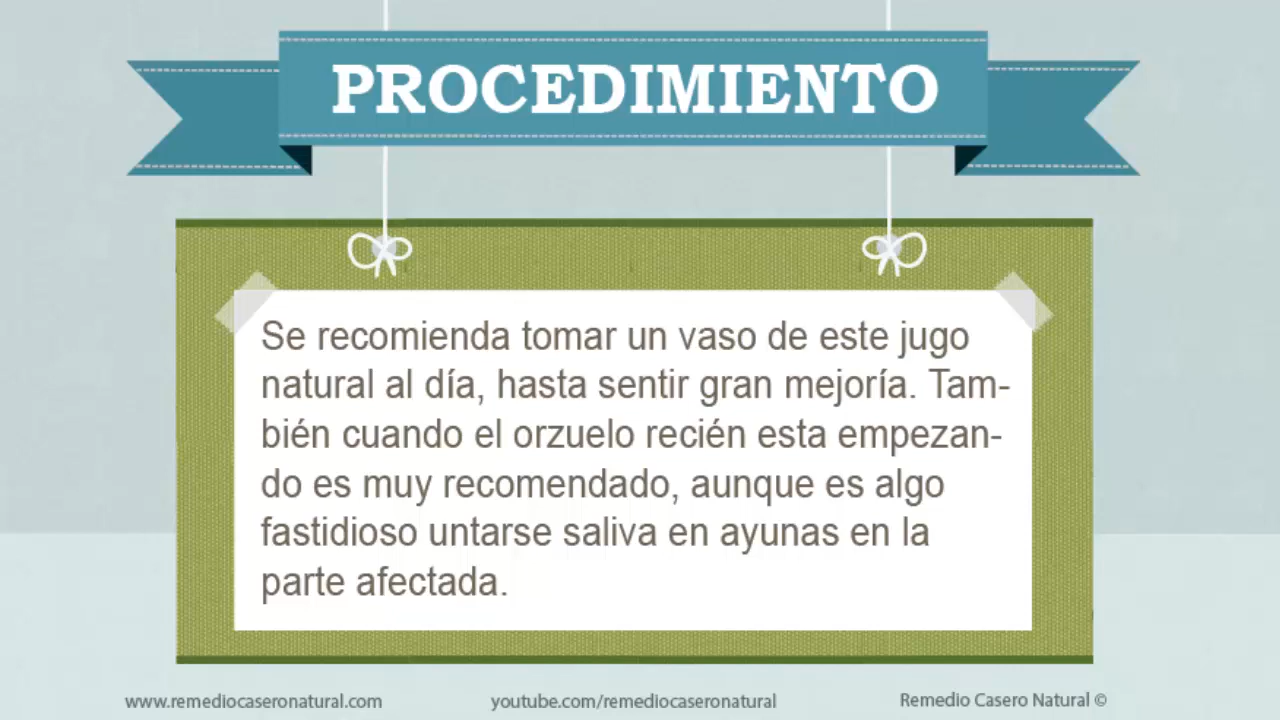 PROCEDIMIENTO
Se recomienda tomar un vaso de este jugo
natural al día, hasta sentir gran mejoría. Tam-
bién cuando el orzuelo recién esta empezan-
do es muy recomendado, aunque es algo
fastidioso untarse saliva en ayunas en la
parte afectada.
www.remediocaseronatural.com youtube.com/remediocaseronatural Remedio Casero Natural ©